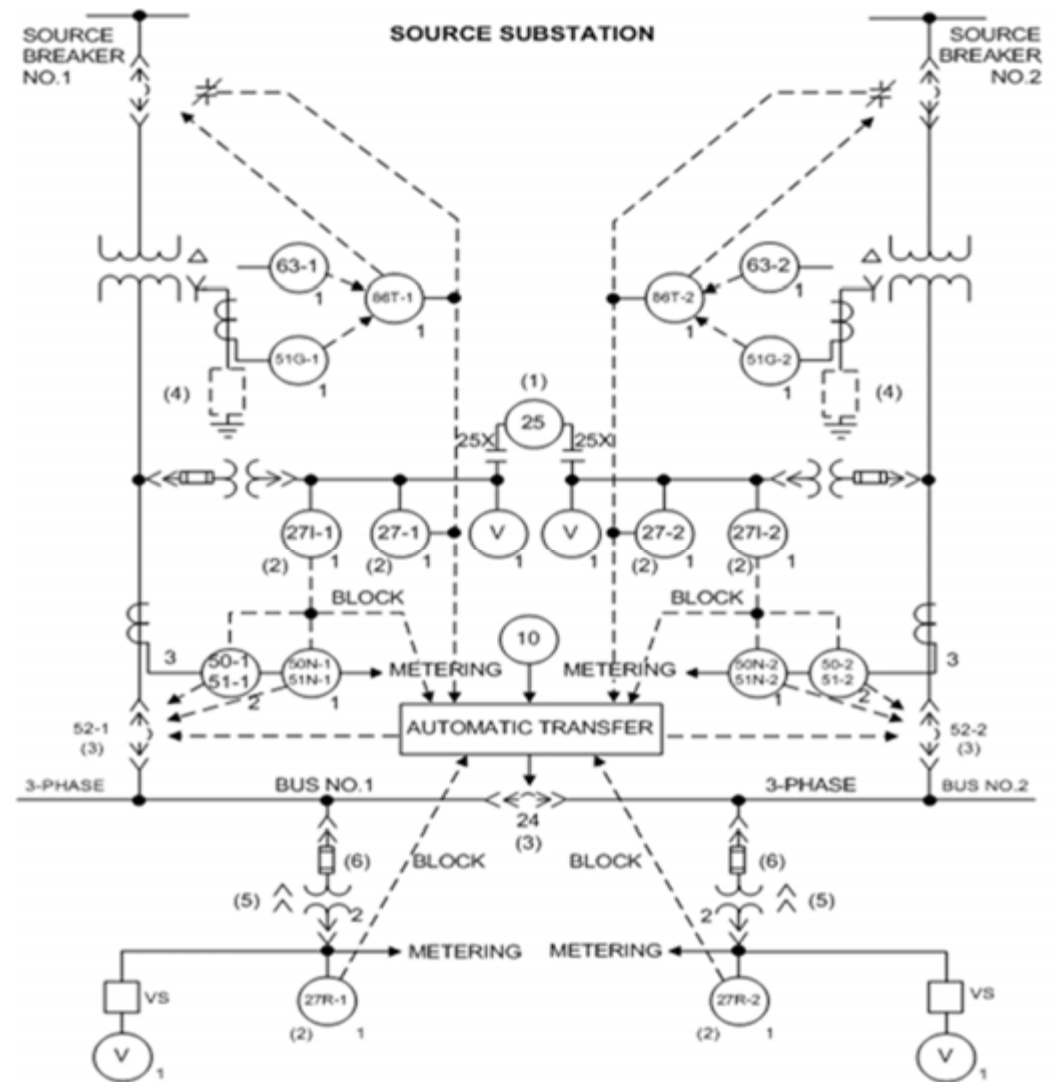 SOURCE SUBSTATION
SOURCE
BREAKER
NO.1
SOURCE
BREAKER
NO.2
63-1
1
86T-1
1
51G-1
1
(4)
63-2
1
86T-2
1
51G-2
1
(4)
(1)
25
25X
25X
27I-1
(2)
1
27-1
(2)
1
V
1
V
1
27-2
(2)
1
27I-2
(2)
1
BLOCK
BLOCK
10
3
50-1
51-1
2
50N-1
51N-1
1
METERING
METERING
50N-2
51N-2
1
50-2
51-2
2
3
52-1
(3)
AUTOMATIC TRANSFER
52-2
(3)
3-PHASE
BUS NO.1
3-PHASE
BUS NO.2
24
(3)
(6)
BLOCK
BLOCK
(6)
(5)
2
2
(5)
METERING
METERING
VS
27R-1
(2)
1
27R-2
(2)
1
VS
V
1
V
1